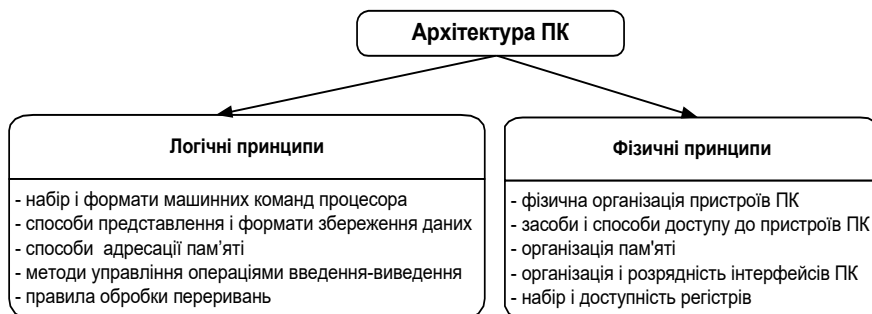 Архітектура ПК
Логічні принципи
- набір і формати машинних команд процесора
- способи представлення і формати збереження даних
- способи адресації пам’яті
- методи управління операціями введення-виведення
- правила обробки переривань
Фізичні принципи
- фізична організація пристроїв ПК
- засоби і способи доступу до пристроїв ПК
- організація пам'яті
- організація і розрядність інтерфейсів ПК
- набір і доступність регістрів